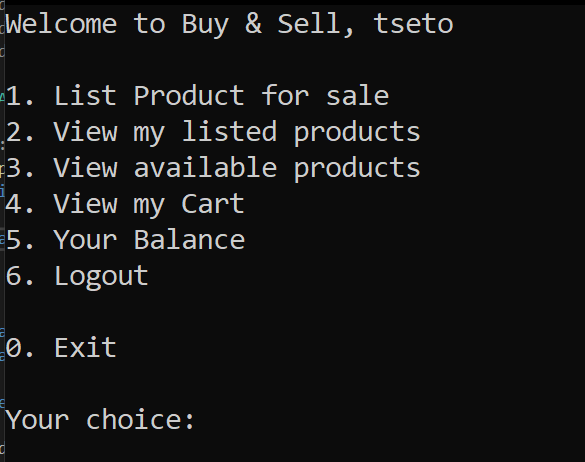 Welcome to Buy & Sell, tseto
1. List Product for sale
2. View my listed products
3. View available products
4. View my Cart
5. Your Balance
6. Logout
0. Exit
Your choice: